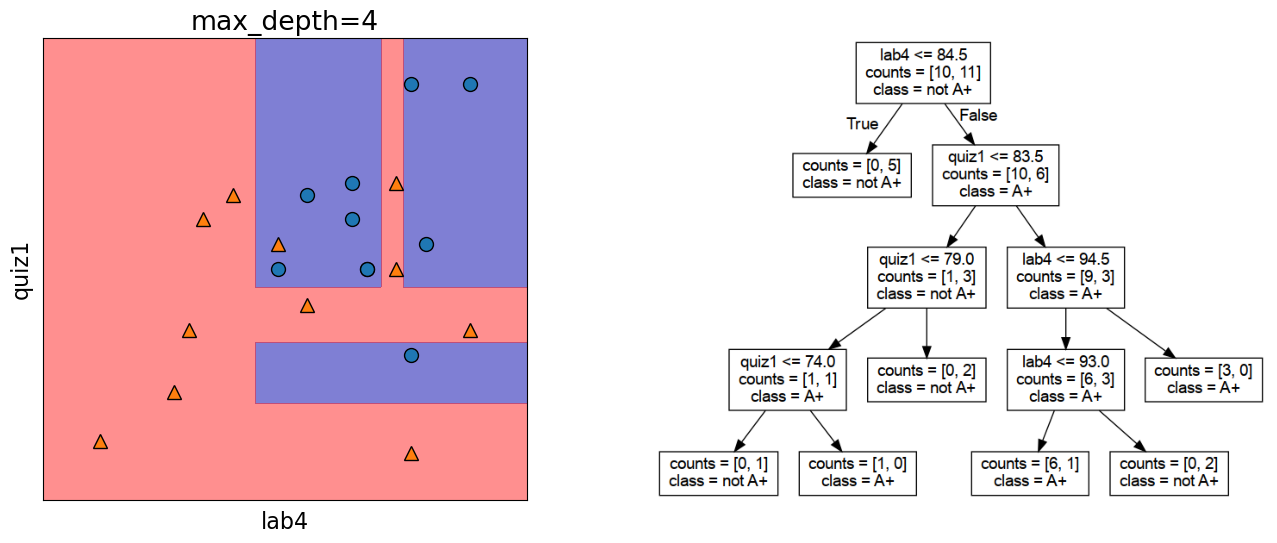 max_depth=4
quiz1
lab4
lab4 <= 84.5
counts = [10, 11]
class = not A+
True
False
counts = [0, 5]
class = not A+
quiz1 <= 83.5
counts = [10, 6]
class = A+
quiz1 <= 79.0
counts = [1, 3]
class = not A+
lab4 <= 94.5
counts = [9, 3]
class = A+
quiz1 <= 74.0
counts = [1, 1]
class = A+
counts = [0, 2]
class = not A+
lab4 <= 93.0
counts = [6, 3]
class = A+
counts = [3, 0]
class = A+
counts = [0, 1]
class = not A+
counts = [1, 0]
class = A+
counts = [6, 1]
class = A+
counts = [0, 2]
class = not A+